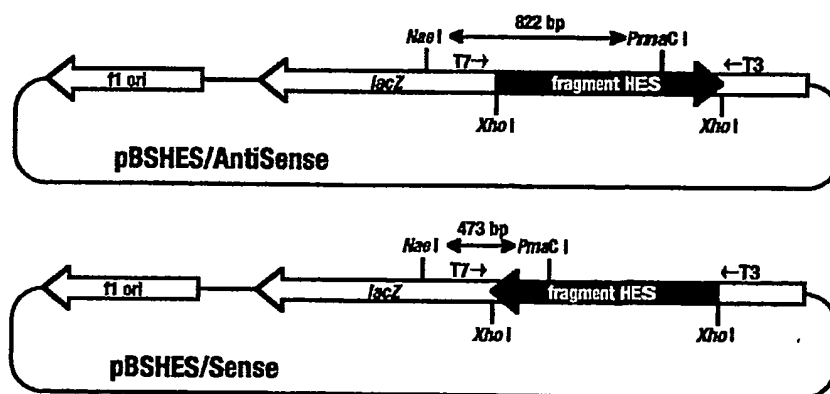 822 bp
Nae I PmaC I
T7→ ←T3
f1 ori lacZ fragment HES
Xho I Xho I
pBSHES/AntiSense
473 bp
Nae I PmaC I
T7→ ←T3
f1 ori lacZ fragment HES
Xho I Xho I
pBSHES/Sense